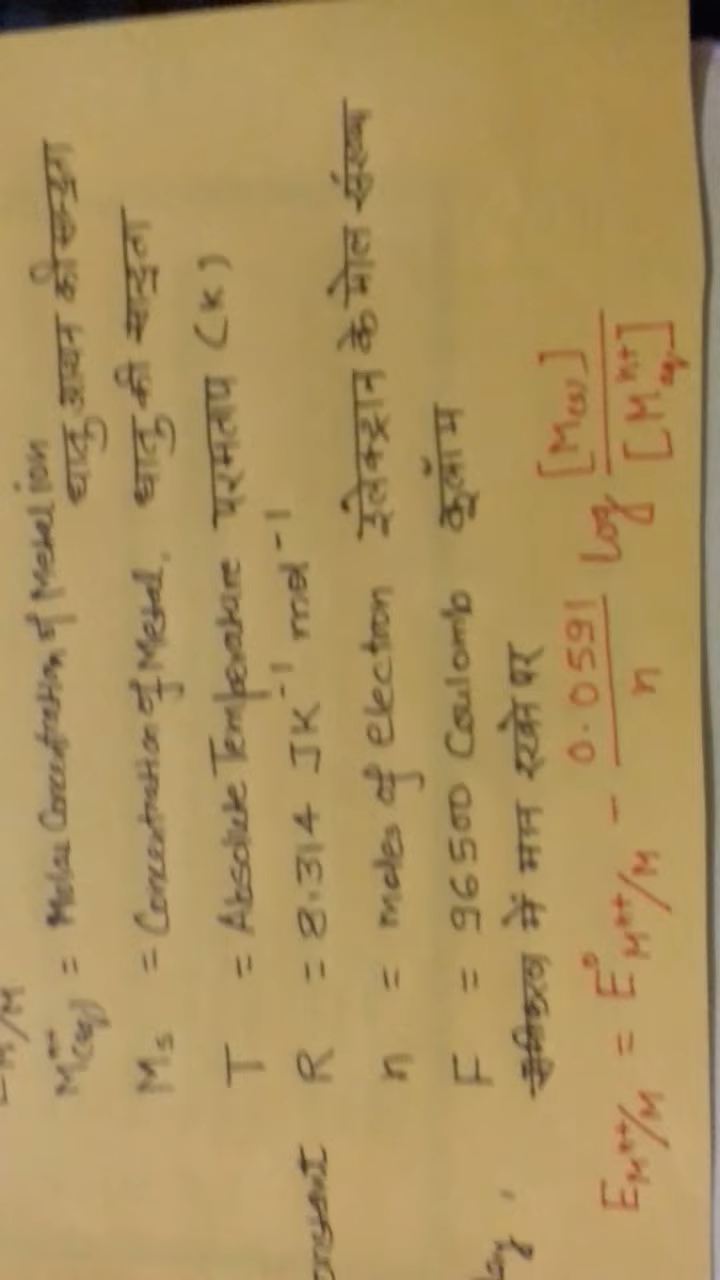 M(aq)ⁿ⁺ = Molar Concentration of Metal ion
धातु आयन की सान्द्रता
Ms = Concentration of Metal. धातु की सान्द्रता
T = Absolute Temperature परमताप (K)
constant R = 8.314 JK⁻¹ mol⁻¹
n = moles of electron इलेक्ट्रान के मोल संख्या
F = 96500 Coulomb कूलॉम
समीकरण में मान रखने पर
E Mⁿ⁺/M = E° Mⁿ⁺/M - 0.0591/n log [M(s)]/[Mⁿ⁺aq.]